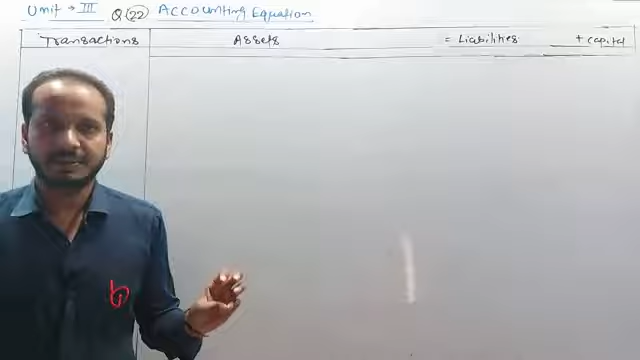 Unit → III Q. 22 Accounting Equation
Transactions Assets = Liabilities + Capital